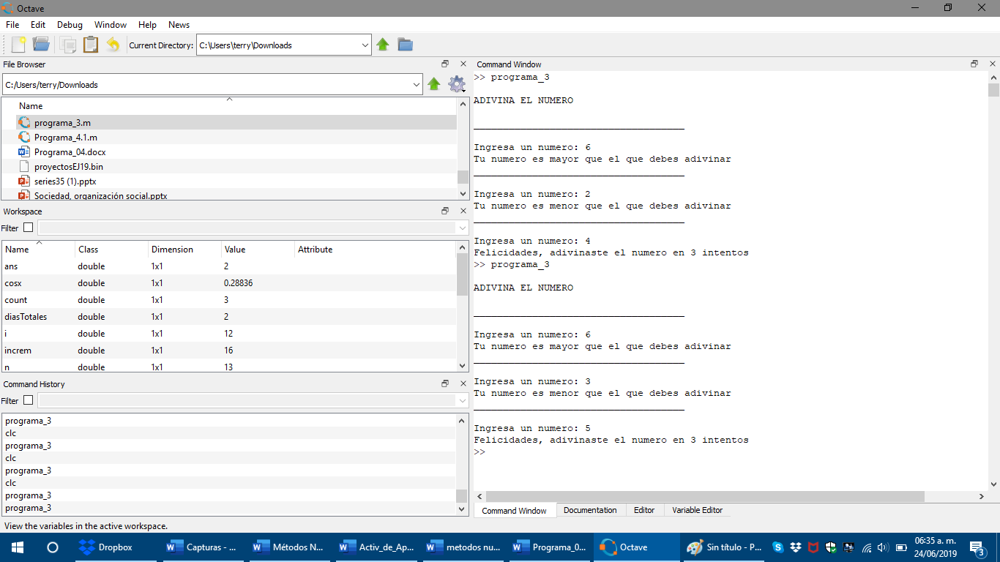 Octave
File Edit Debug Window Help News
Current Directory: C:\Users\terry\Downloads
File Browser
C:/Users/terry/Downloads
Name
programa_3.m
Programa_4.1.m
Programa_04.docx
proyectosEJ19.bin
series35 (1).pptx
Sociedad, organización social.pptx
Workspace
Filter
Name Class Dimension Value Attribute
ans double 1x1 2
cosx double 1x1 0.28836
count double 1x1 3
diasTotales double 1x1 2
i double 1x1 12
increm double 1x1 16
n double 1x1 13
Command History
Filter
programa_3
clc
programa_3
clc
programa_3
clc
programa_3
programa_3
Command Window
>> programa_3
ADIVINA EL NUMERO
____________________________________
Ingresa un numero: 6
Tu numero es mayor que el que debes adivinar
____________________________________
Ingresa un numero: 2
Tu numero es menor que el que debes adivinar
____________________________________
Ingresa un numero: 4
Felicidades, adivinaste el numero en 3 intentos
>> programa_3
ADIVINA EL NUMERO
____________________________________
Ingresa un numero: 6
Tu numero es mayor que el que debes adivinar
____________________________________
Ingresa un numero: 3
Tu numero es menor que el que debes adivinar
____________________________________
Ingresa un numero: 5
Felicidades, adivinaste el numero en 3 intentos
>>
Command Window Documentation Editor Variable Editor
View the variables in the active workspace.
Dropbox Capturas - ... Métodos N... Activ_de_Ap... metodos nu... Programa_0... Octave Sin título - P... 06:35 a. m.
24/06/2019 3